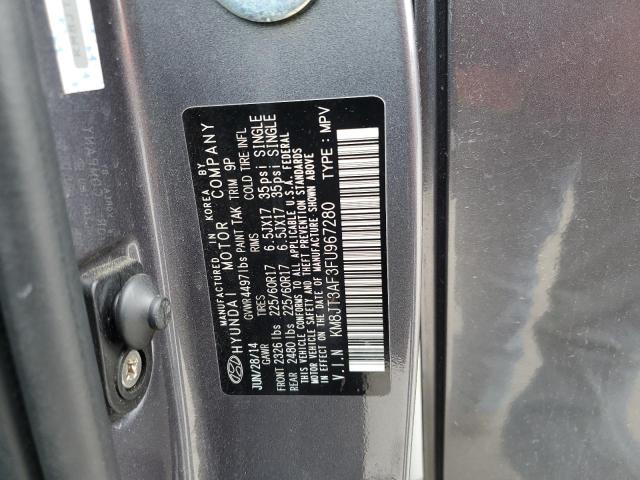 MANUFACTURED IN KOREA BY
HYUNDAI MOTOR COMPANY
JUN/28/14 GVWR 4497lbs PAINT TAK TRIM 9P
GAWR TIRES RIMS COLD TIRE INFL
FRONT 2326 lbs 225/60R17 6.5JX17 35psi SINGLE
REAR 2480 lbs 225/60R17 6.5JX17 35psi SINGLE
THIS VEHICLE CONFORMS TO ALL APPLICABLE U.S.A. FEDERAL
MOTOR VEHICLE SAFETY AND THEFT PREVENTION STANDARDS
IN EFFECT ON THE DATE OF MANUFACTURE SHOWN ABOVE
V.I.N KM8JT3AF3FU967280 TYPE : MPV